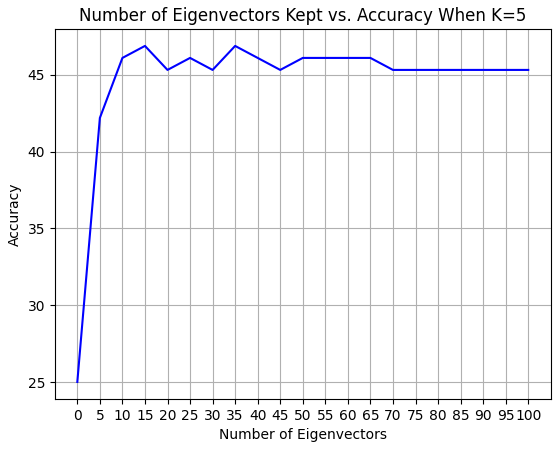 Number of Eigenvectors Kept vs. Accuracy When K=5
Accuracy
45
40
35
30
25
0 5 10 15 20 25 30 35 40 45 50 55 60 65 70 75 80 85 90 95 100
Number of Eigenvectors